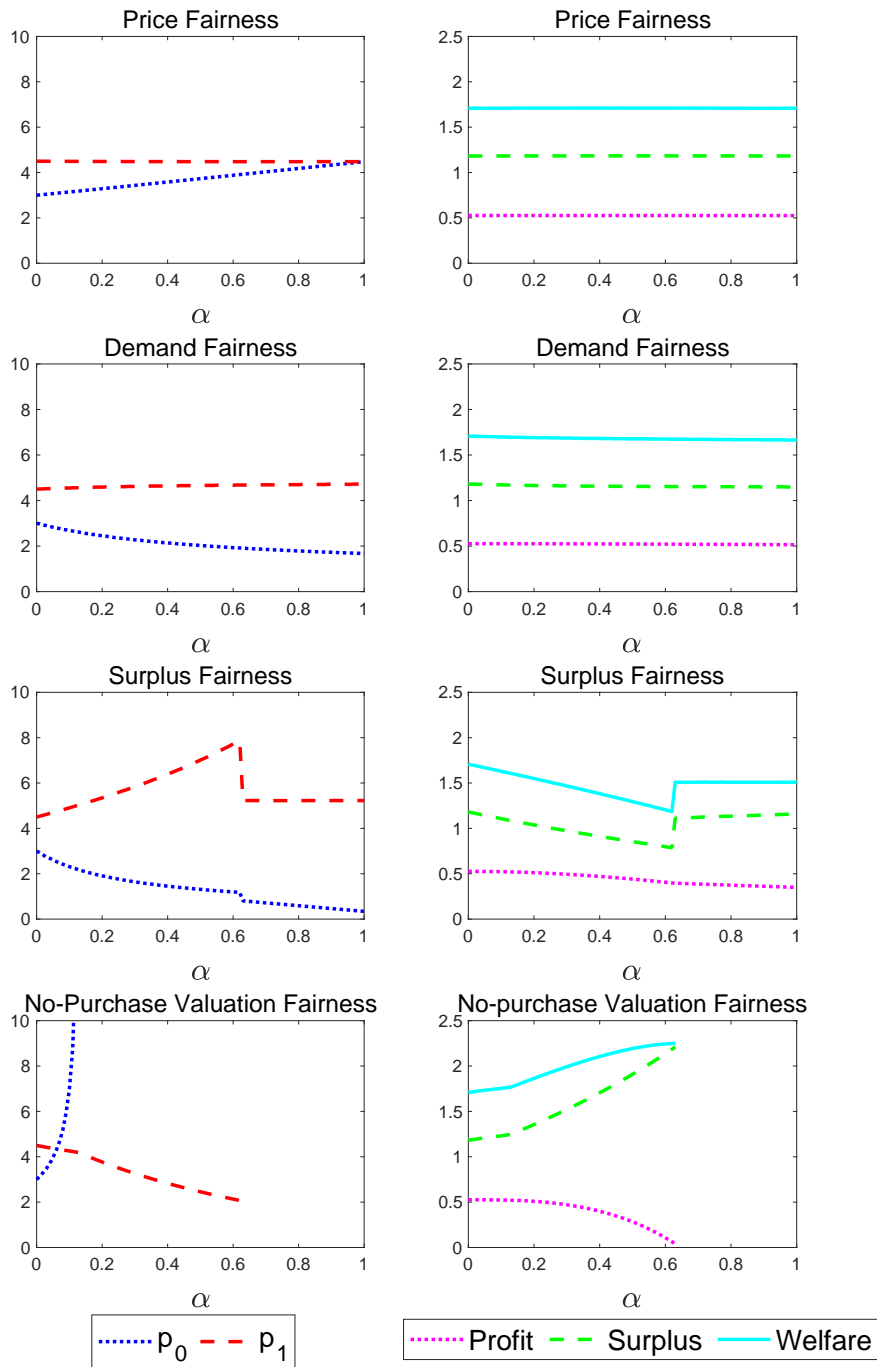 Price Fairness
10
8
6
4
2
0
0 0.2 0.4 0.6 0.8 1
α
Price Fairness
2.5
2
1.5
1
0.5
0
0 0.2 0.4 0.6 0.8 1
α
Demand Fairness
10
8
6
4
2
0
0 0.2 0.4 0.6 0.8 1
α
Demand Fairness
2.5
2
1.5
1
0.5
0
0 0.2 0.4 0.6 0.8 1
α
Surplus Fairness
10
8
6
4
2
0
0 0.2 0.4 0.6 0.8 1
α
Surplus Fairness
2.5
2
1.5
1
0.5
0
0 0.2 0.4 0.6 0.8 1
α
No-Purchase Valuation Fairness
10
8
6
4
2
0
0 0.2 0.4 0.6 0.8 1
α
No-purchase Valuation Fairness
2.5
2
1.5
1
0.5
0
0 0.2 0.4 0.6 0.8 1
α
p₀ p₁
Profit Surplus Welfare